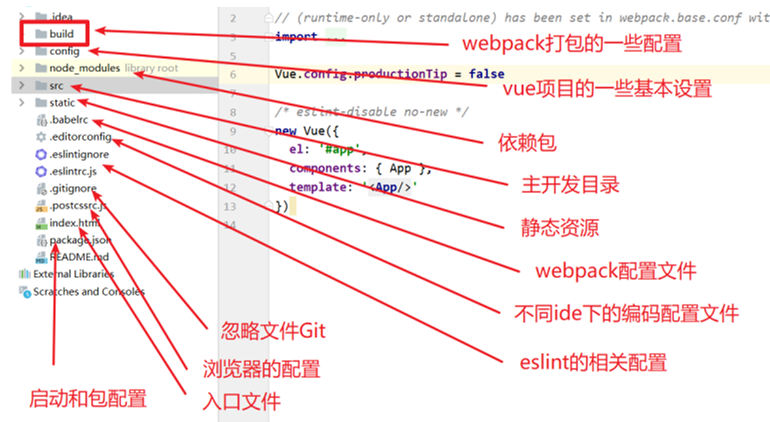 .idea
build
config
node_modules library root
src
static
.babelrc
.editorconfig
.eslintignore
.eslintrc.js
.gitignore
.postcssrc.js
index.html
package.json
README.md
External Libraries
Scratches and Consoles
2 // (runtime-only or standalone) has been set in webpack.base.conf wit
3 import ...
5
6 Vue.config.productionTip = false
7
8 /* eslint-disable no-new */
9 new Vue({
10 el: '#app',
11 components: { App },
12 template: '<App/>'
13 })
14
webpack打包的一些配置
vue项目的一些基本设置
依赖包
主开发目录
静态资源
webpack配置文件
不同ide下的编码配置文件
eslint的相关配置
忽略文件Git
浏览器的配置
入口文件
启动和包配置